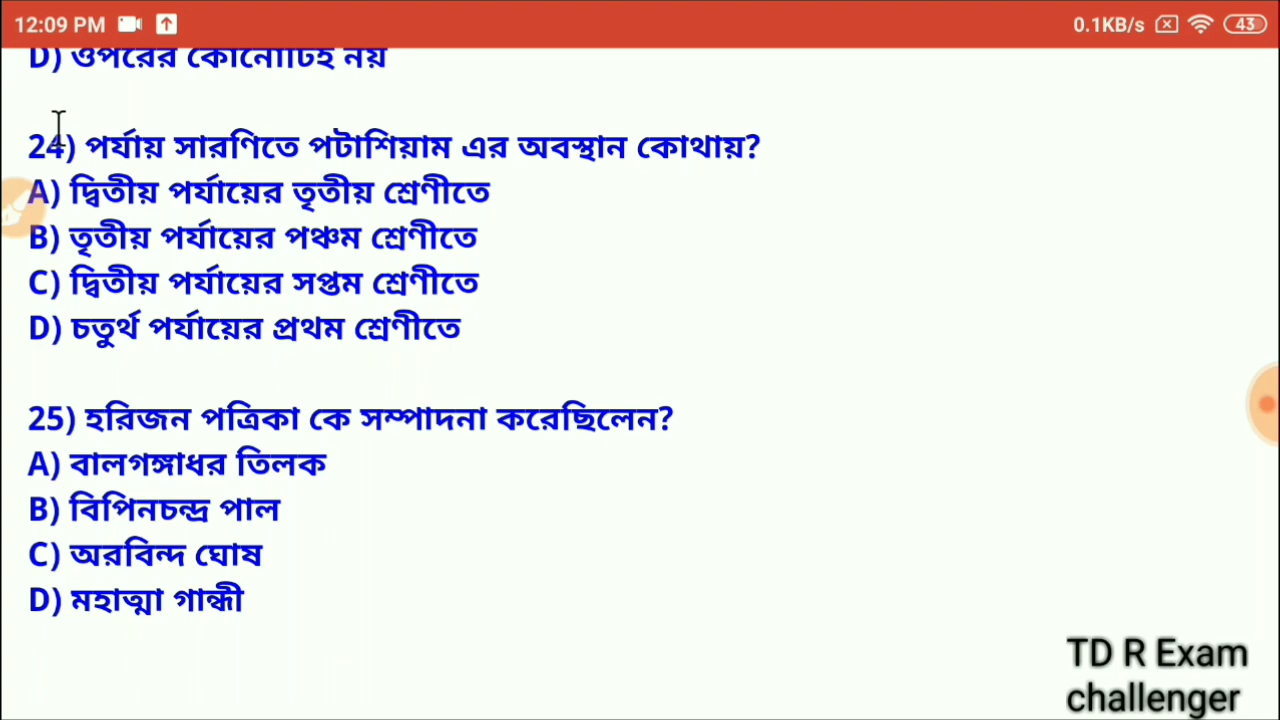 12:09 PM 0.1KB/s 43
D) ওপরের কোনোটিই নয়
24) পর্যায় সারণিতে পটাশিয়াম এর অবস্থান কোথায়?
A) দ্বিতীয় পর্যায়ের তৃতীয় শ্রেণীতে
B) তৃতীয় পর্যায়ের পঞ্চম শ্রেণীতে
C) দ্বিতীয় পর্যায়ের সপ্তম শ্রেণীতে
D) চতুর্থ পর্যায়ের প্রথম শ্রেণীতে
25) হরিজন পত্রিকা কে সম্পাদনা করেছিলেন?
A) বালগঙ্গাধর তিলক
B) বিপিনচন্দ্র পাল
C) অরবিন্দ ঘোষ
D) মহাত্মা গান্ধী
TD R Exam
challenger